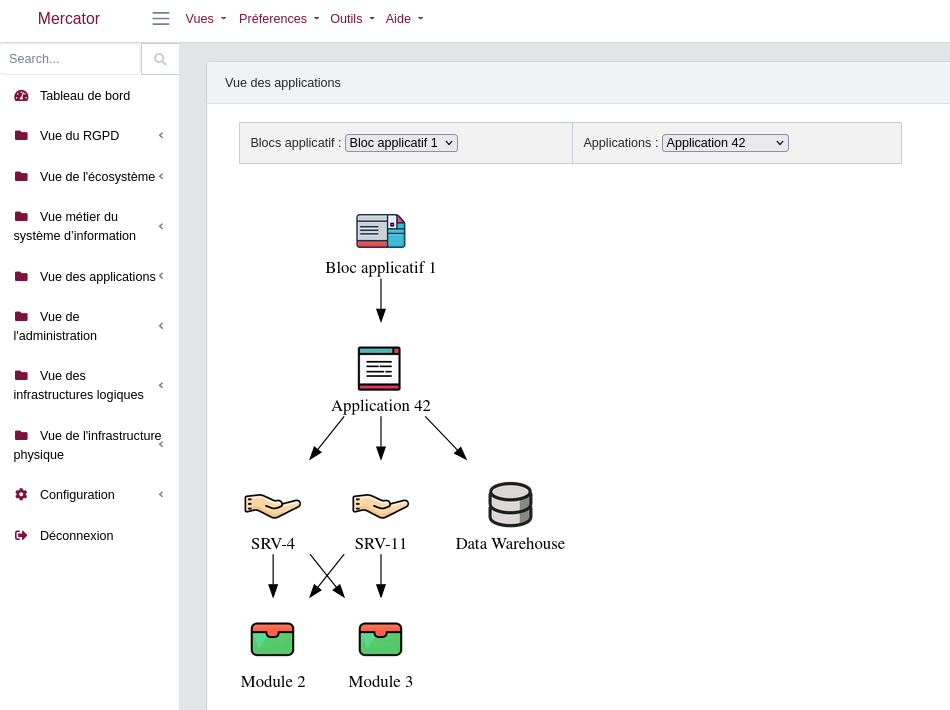 Mercator
Vues Préferences Outils Aide
Search...
Tableau de bord
Vue du RGPD
Vue de l'écosystème
Vue métier du
système d'information
Vue des applications
Vue de
l'administration
Vue des
infrastructures logiques
Vue de l'infrastructure
physique
Configuration
Déconnexion
Vue des applications
Blocs applicatif : Bloc applicatif 1
Applications : Application 42
Bloc applicatif 1
Application 42
SRV-4
SRV-11
Data Warehouse
Module 2
Module 3